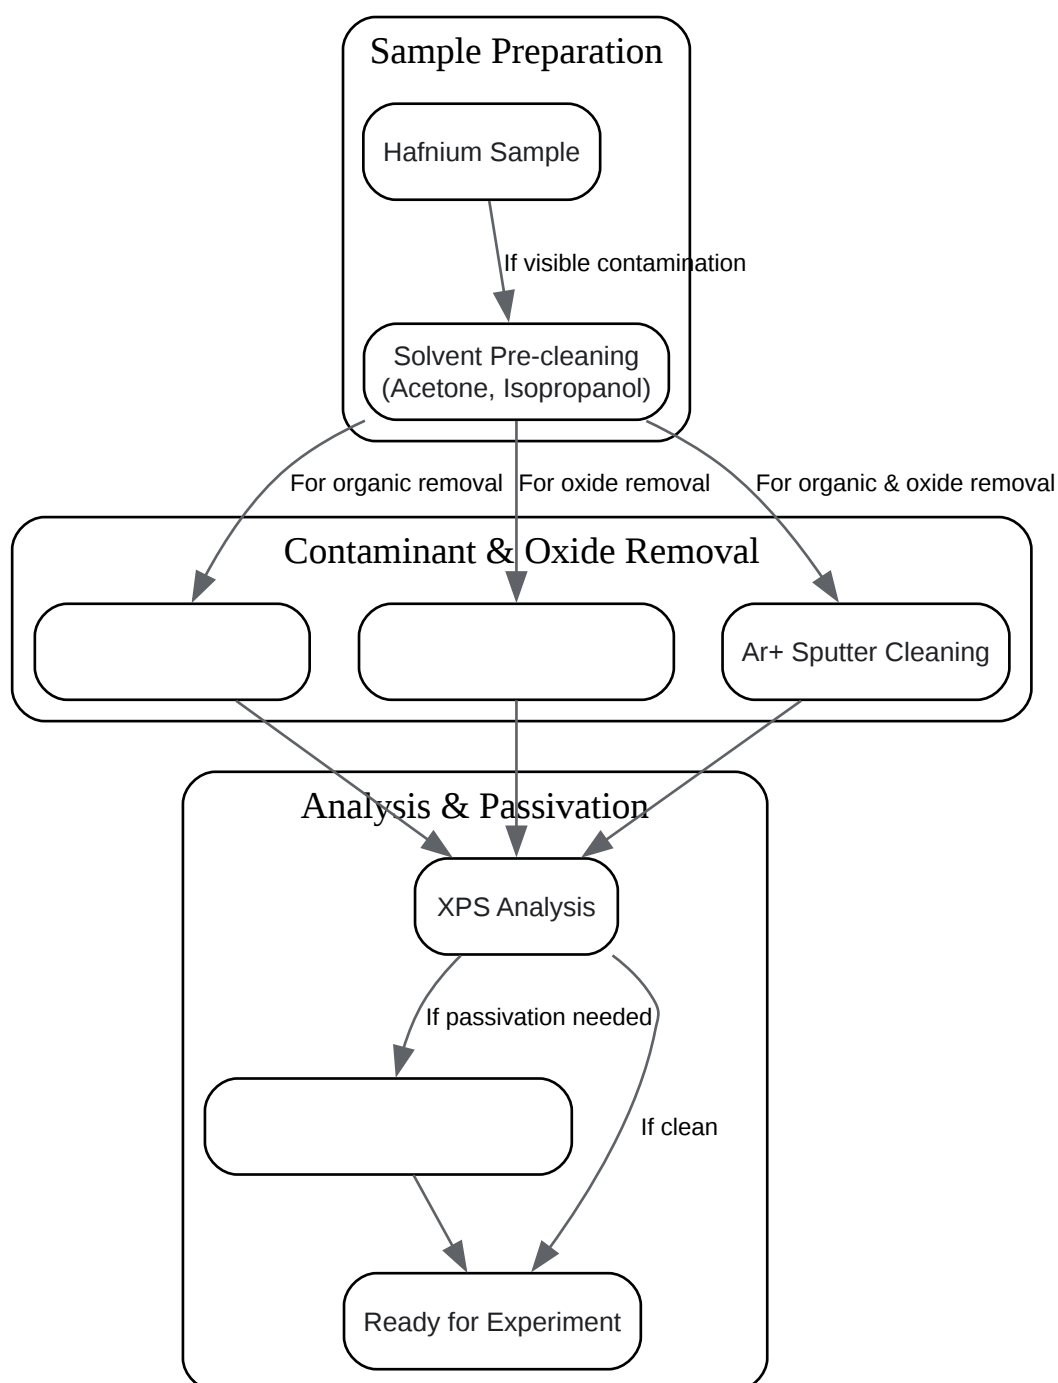 Sample Preparation
Hafnium Sample
If visible contamination
Solvent Pre-cleaning
(Acetone, Isopropanol)
For organic removal
For oxide removal
For organic & oxide removal
Contaminant & Oxide Removal
Ar+ Sputter Cleaning
Analysis & Passivation
XPS Analysis
If passivation needed
If clean
Ready for Experiment